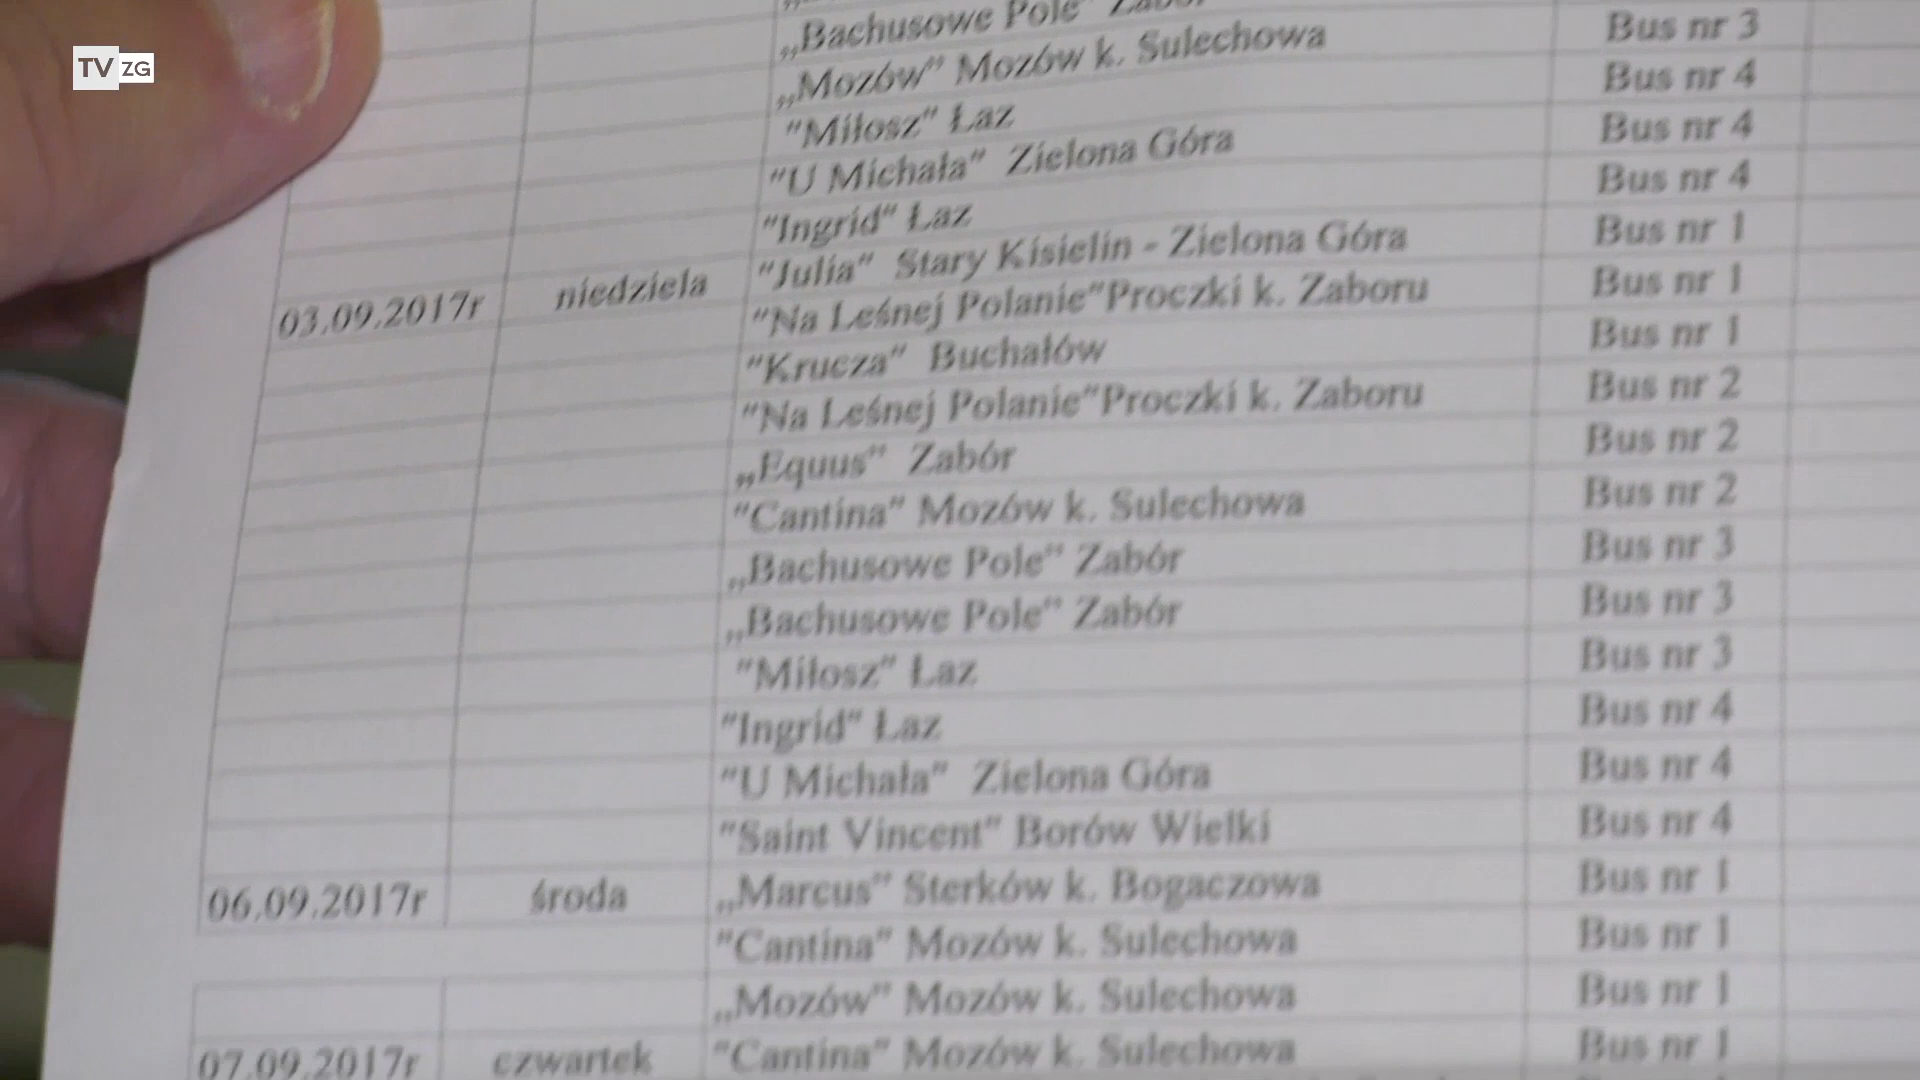 TV ZG
„Bachusowe Pole" Zabór
„Mozów" Mozów k. Sulechowa Bus nr 3
"Miłosz" Łaz Bus nr 4
"U Michała" Zielona Góra Bus nr 4
"Ingrid" Łaz Bus nr 4
03.09.2017r niedziela "Julia" Stary Kisielin - Zielona Góra Bus nr 1
"Na Leśnej Polanie"Proczki k. Zaboru Bus nr 1
"Krucza" Buchałów Bus nr 1
"Na Leśnej Polanie"Proczki k. Zaboru Bus nr 2
„Equus" Zabór Bus nr 2
"Cantina" Mozów k. Sulechowa Bus nr 2
„Bachusowe Pole" Zabór Bus nr 3
„Bachusowe Pole" Zabór Bus nr 3
"Miłosz" Łaz Bus nr 3
"Ingrid" Łaz Bus nr 4
"U Michała" Zielona Góra Bus nr 4
"Saint Vincent" Borów Wielki Bus nr 4
06.09.2017r środa „Marcus" Sterków k. Bogaczowa Bus nr 1
"Cantina" Mozów k. Sulechowa Bus nr 1
„Mozów" Mozów k. Sulechowa Bus nr 1
07.09.2017r czwartek "Cantina" Mozów k. Sulechowa Bus nr 1